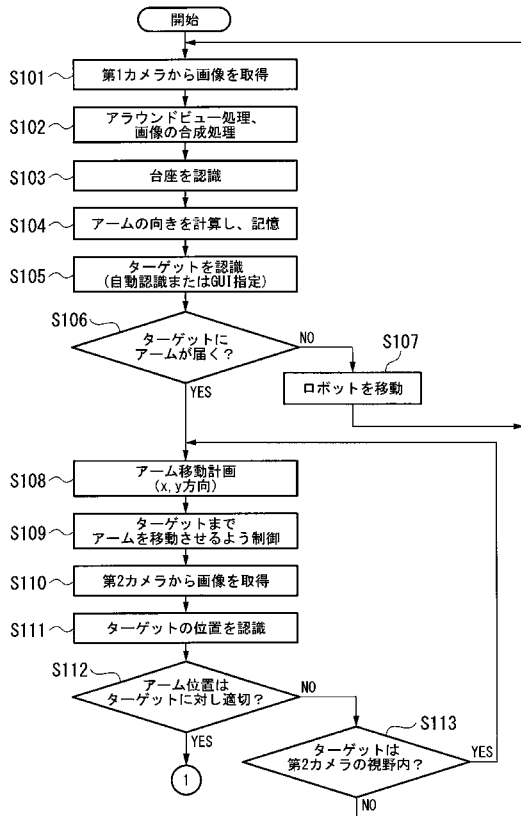 開始
S101
第1カメラから画像を取得
S102
アラウンドビュー処理、
画像の合成処理
S103
台座を認識
S104
アームの向きを計算し、記憶
S105
ターゲットを認識
(自動認識またはGUI指定)
S106
ターゲットに
アームが届く?
NO
YES
S107
ロボットを移動
S108
アーム移動計画
(x,y方向)
S109
ターゲットまで
アームを移動させるよう制御
S110
第2カメラから画像を取得
S111
ターゲットの位置を認識
S112
アーム位置は
ターゲットに対し適切?
NO
YES
1
S113
ターゲットは
第2カメラの視野内?
YES
NO